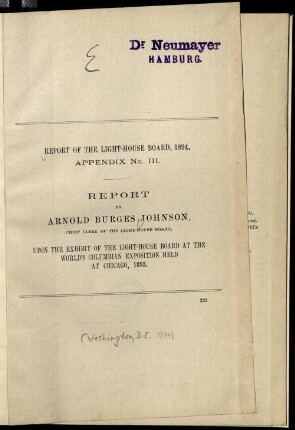 Dr Neumayer
HAMBURG.
REPORT OF THE LIGHT-HOUSE BOARD, 1894.
APPENDIX No. III.
REPORT
OF
ARNOLD BURGES JOHNSON,
CHIEF CLERK OF THE LIGHT-HOUSE BOARD,
UPON THE EXHIBIT OF THE LIGHT-HOUSE BOARD AT THE
WORLD'S COLUMBIAN EXPOSITION HELD
AT CHICAGO, 1893.
221
(Washington, D.C. 1894)